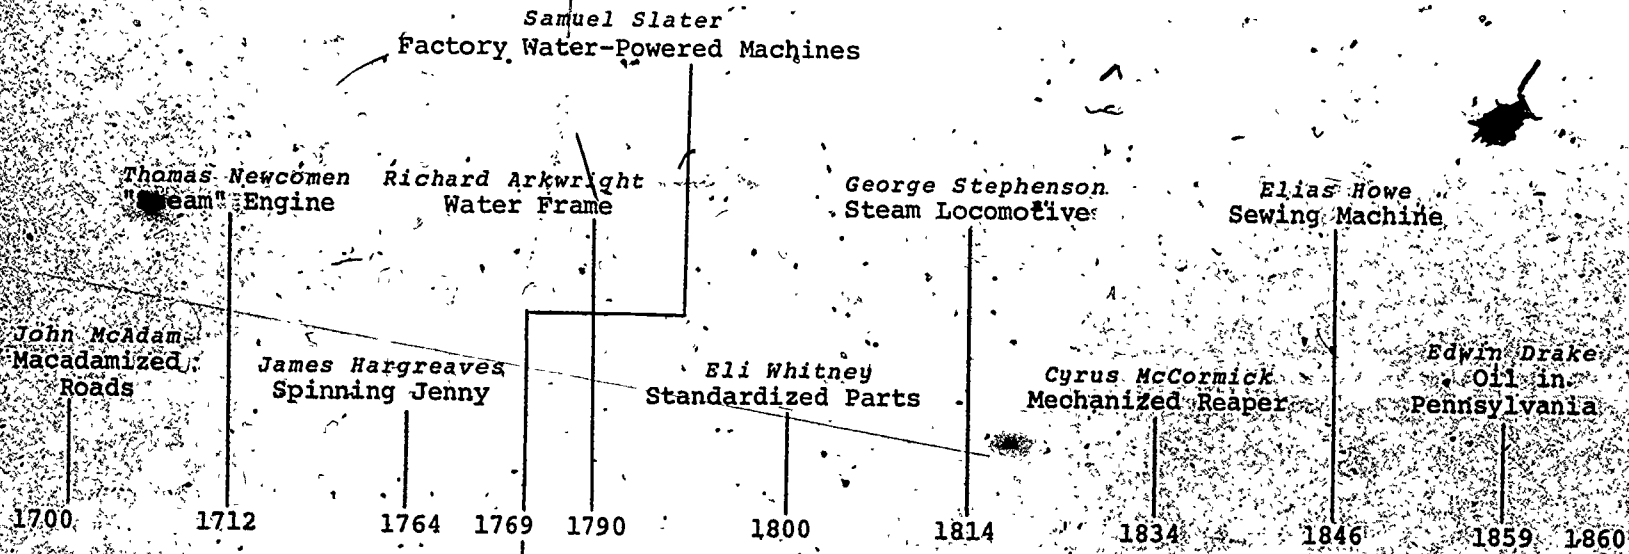 Samuel Slater
Factory Water-Powered Machines
Thomas Newcomen
"Steam" Engine
Richard Arkwright
Water Frame
George Stephenson
Steam Locomotive
Elias Howe
Sewing Machine
John McAdam
Macadamized
Roads
James Hargreaves
Spinning Jenny
Eli Whitney
Standardized Parts
Cyrus McCormick
Mechanized Reaper
Edwin Drake
Oil in
Pennsylvania
1700 1712 1764 1769 1790 1800 1814 1834 1846 1859 1860